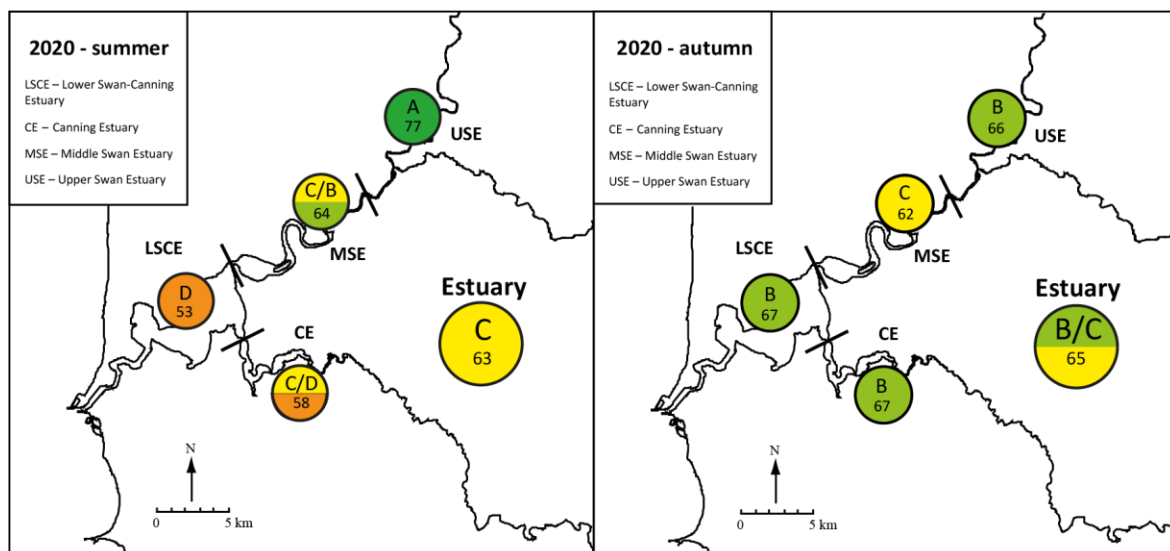 2020 - summer
LSCE – Lower Swan-Canning
Estuary
CE – Canning Estuary
MSE – Middle Swan Estuary
USE – Upper Swan Estuary
A
77
USE
C/B
64
MSE
LSCE
D
53
Estuary
C
63
CE
C/D
58
N
0 5 km
2020 - autumn
LSCE – Lower Swan-Canning
Estuary
CE – Canning Estuary
MSE – Middle Swan Estuary
USE – Upper Swan Estuary
B
66
USE
C
62
MSE
LSCE
B
67
Estuary
B/C
65
CE
B
67
N
0 5 km